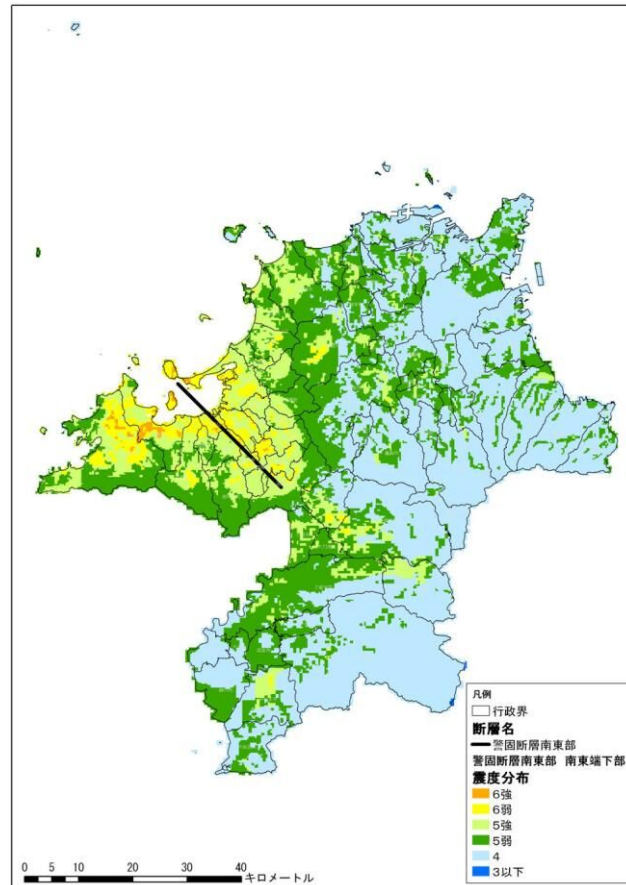 凡例
行政界
断層名
警固断層南東部
警固断層南東部 南東端下部
震度分布
6強
6弱
5強
5弱
4
3以下
0 5 10 20 30 40
キロメートル